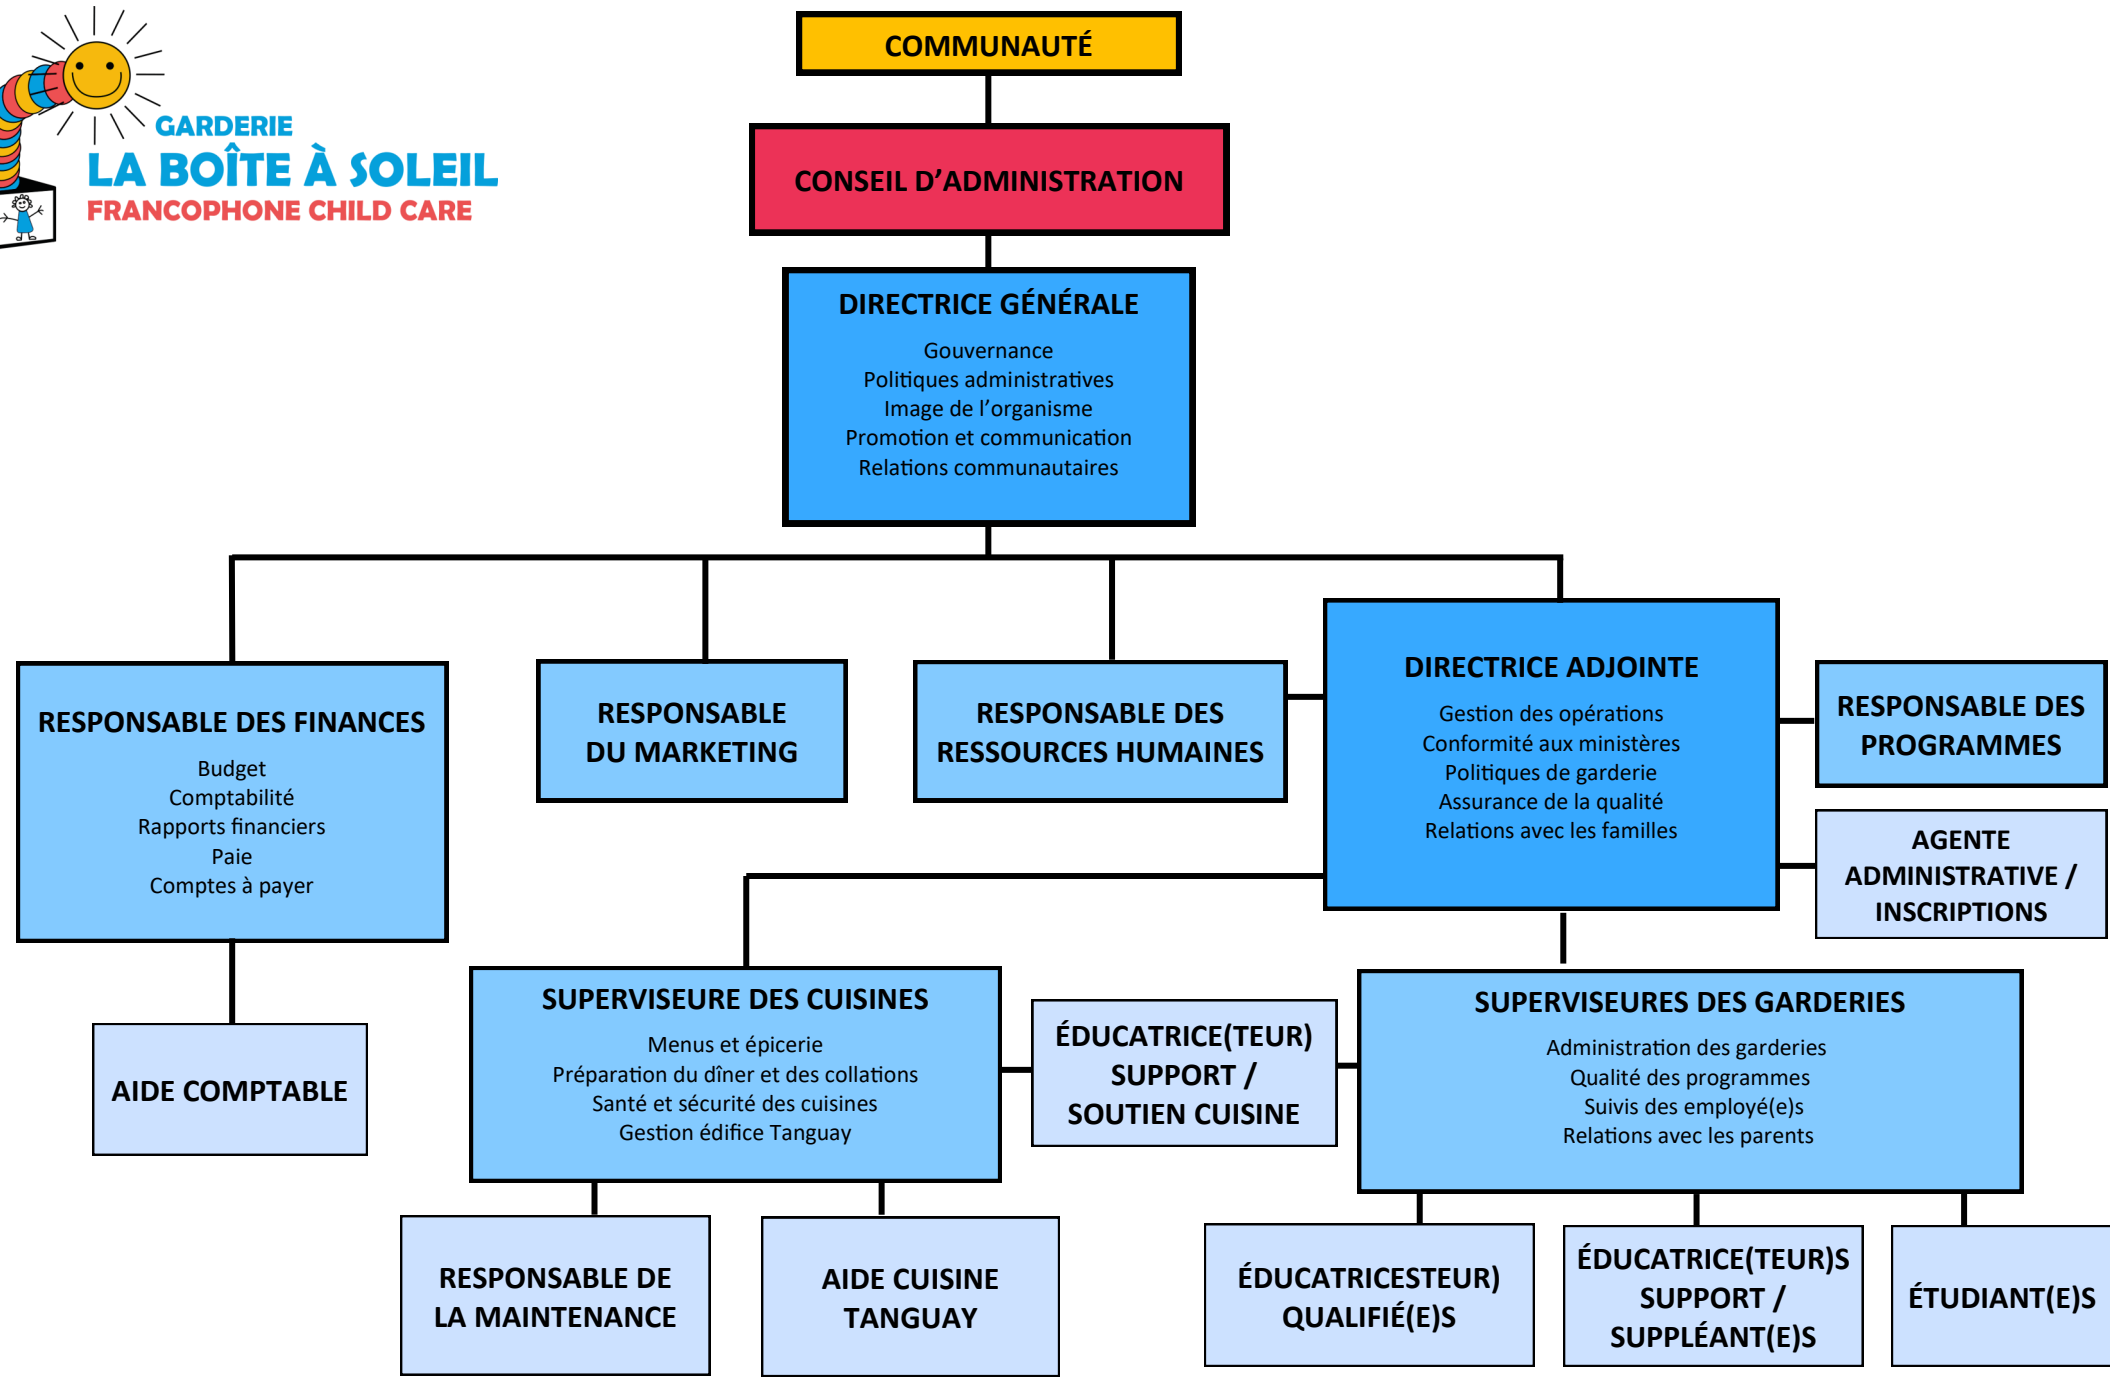 GARDERIE
LA BOÎTE À SOLEIL
FRANCOPHONE CHILD CARE
COMMUNAUTÉ
CONSEIL D’ADMINISTRATION
DIRECTRICE GÉNÉRALE
Gouvernance
Politiques administratives
Image de l’organisme
Promotion et communication
Relations communautaires
RESPONSABLE DES FINANCES
Budget
Comptabilité
Rapports financiers
Paie
Comptes à payer
RESPONSABLE
DU MARKETING
RESPONSABLE DES
RESSOURCES HUMAINES
DIRECTRICE ADJOINTE
Gestion des opérations
Conformité aux ministères
Politiques de garderie
Assurance de la qualité
Relations avec les familles
RESPONSABLE DES
PROGRAMMES
AGENTE
ADMINISTRATIVE /
INSCRIPTIONS
AIDE COMPTABLE
SUPERVISEURE DES CUISINES
Menus et épicerie
Préparation du dîner et des collations
Santé et sécurité des cuisines
Gestion édifice Tanguay
ÉDUCATRICE(TEUR)
SUPPORT /
SOUTIEN CUISINE
SUPERVISEURES DES GARDERIES
Administration des garderies
Qualité des programmes
Suivis des employé(e)s
Relations avec les parents
RESPONSABLE DE
LA MAINTENANCE
AIDE CUISINE
TANGUAY
ÉDUCATRICESTEUR)
QUALIFIÉ(E)S
ÉDUCATRICE(TEUR)S
SUPPORT /
SUPPLÉANT(E)S
ÉTUDIANT(E)S